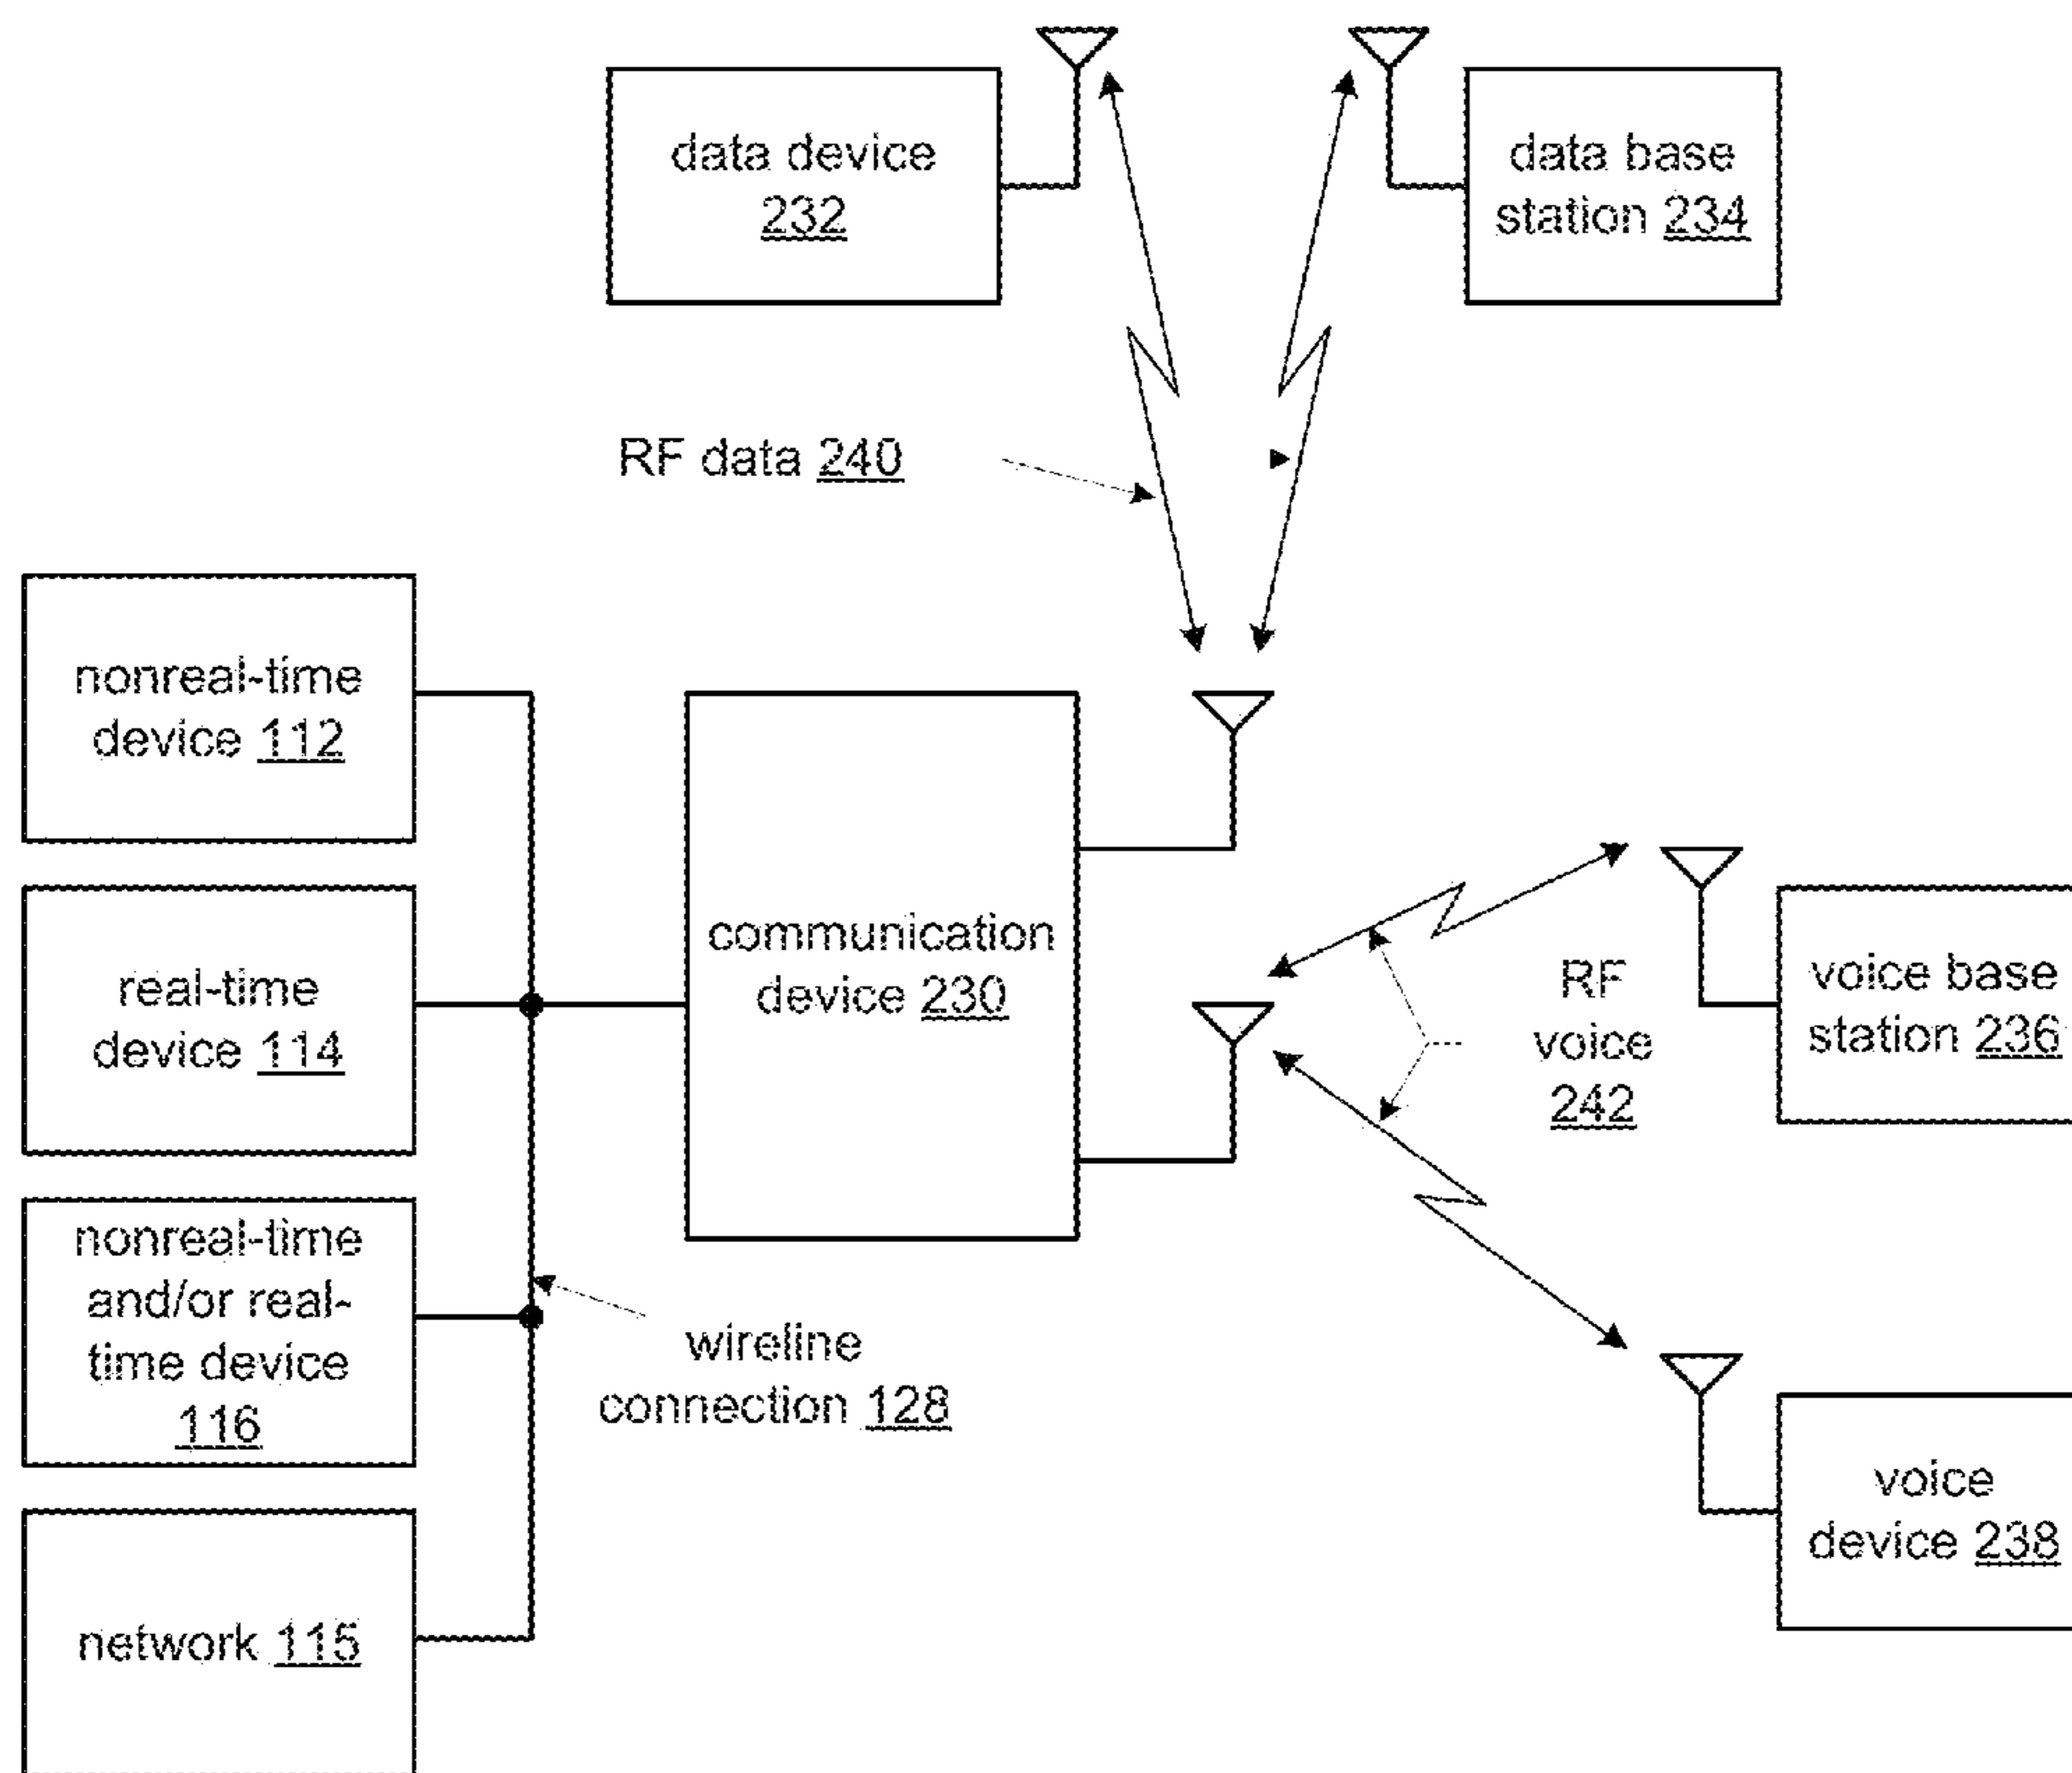 data device
232
data base
station 234
RF data 240
nonreal-time
device 112
real-time
device 114
nonreal-time
and/or real-
time device
116
network 115
wireline
connection 128
communication
device 230
RF
voice
242
voice base
station 236
voice
device 238